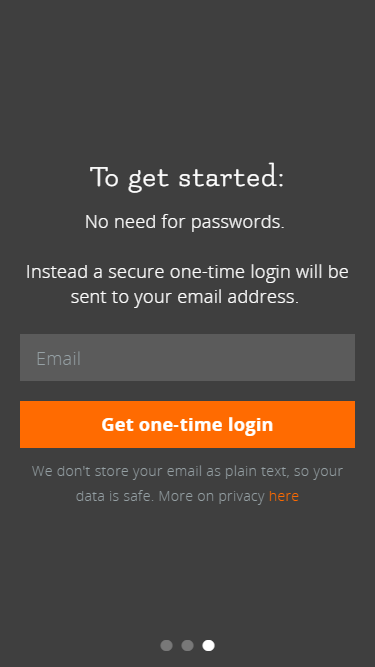 To get started:
No need for passwords.
Instead a secure one-time login will be
sent to your email address.
Email
Get one-time login
We don't store your email as plain text, so your
data is safe. More on privacy here